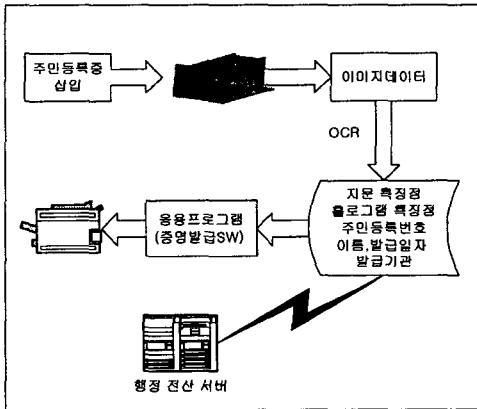 주민등록증
삽입
이미지데이터
OCR
지문 특징점
홀로그램 특징점
주민등록번호
이름,발급일자
발급기관
응용프로그램
(증명발급SW)
행정 전산 서버